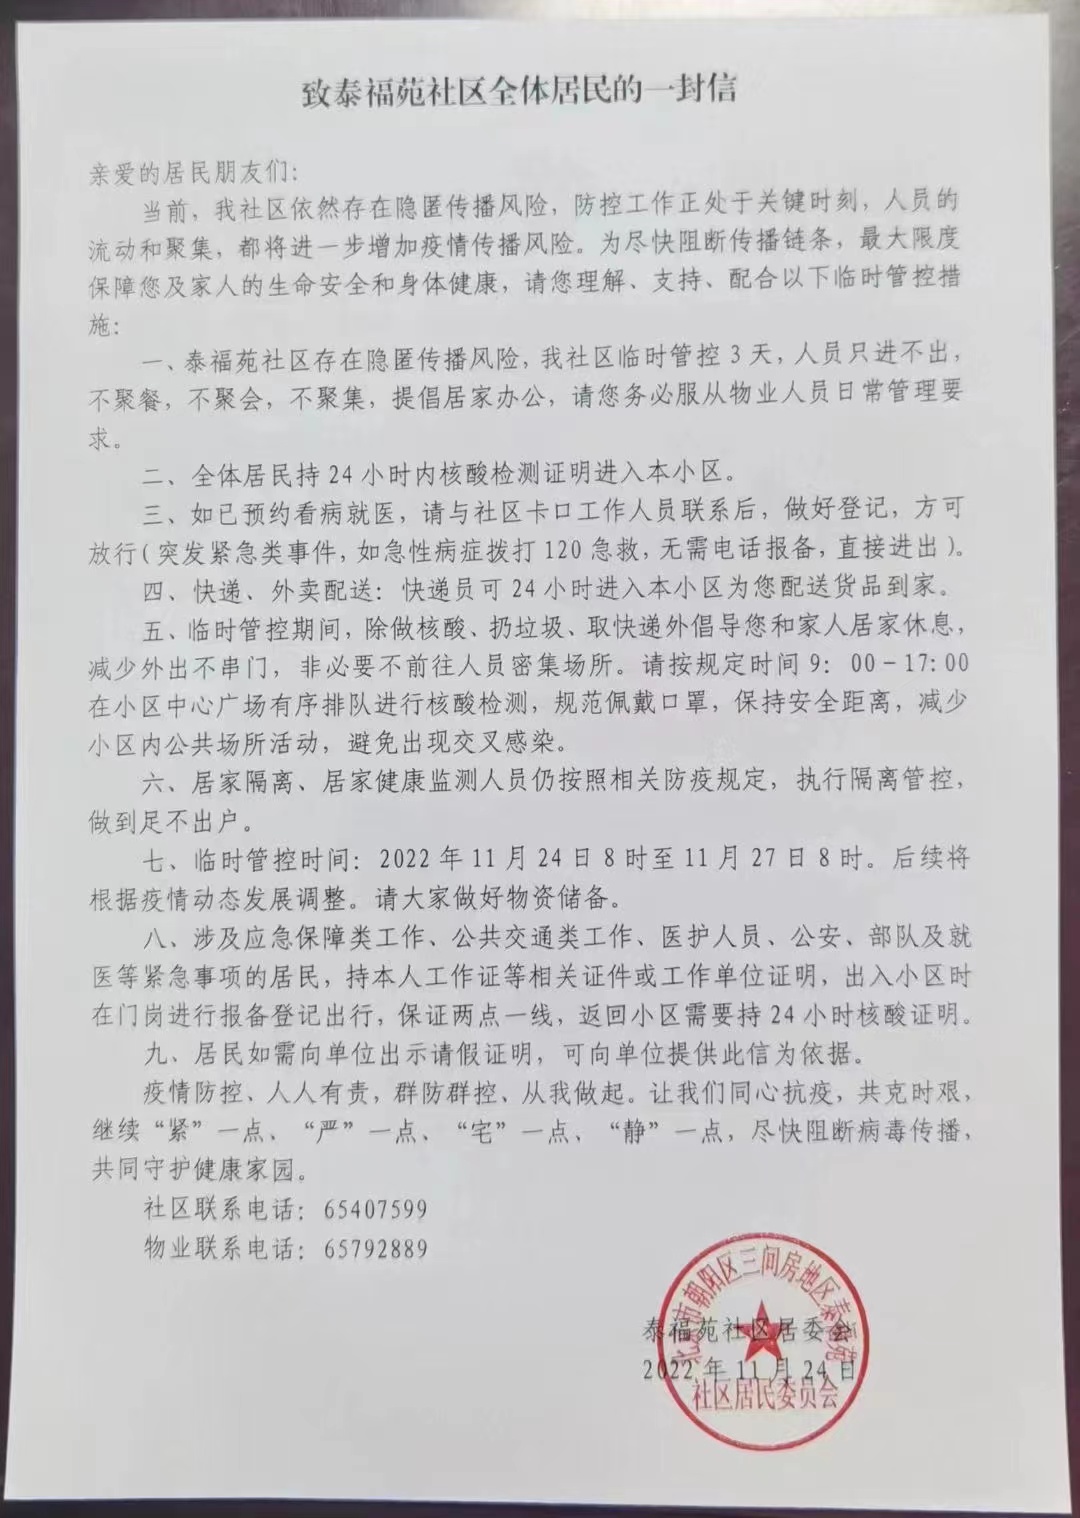 致泰福苑社区全体居民的一封信
亲爱的居民朋友们：
当前，我社区依然存在隐匿传播风险，防控工作正处于关键时刻，人员的
流动和聚集，都将进一步增加疫情传播风险。为尽快阻断传播链条，最大限度
保障您及家人的生命安全和身体健康，请您理解、支持、配合以下临时管控措
施：
一、泰福苑社区存在隐匿传播风险，我社区临时管控 3 天，人员只进不出，
不聚餐，不聚会，不聚集，提倡居家办公，请您务必服从物业人员日常管理要
求。
二、全体居民持 24 小时内核酸检测证明进入本小区。
三、如已预约看病就医，请与社区卡口工作人员联系后，做好登记，方可
放行（突发紧急类事件，如急性病症拨打 120 急救，无需电话报备，直接进出）。
四、快递、外卖配送：快递员可 24 小时进入本小区为您配送货品到家。
五、临时管控期间，除做核酸、扔垃圾、取快递外倡导您和家人居家休息，
减少外出不串门，非必要不前往人员密集场所。请按规定时间 9：00-17:00
在小区中心广场有序排队进行核酸检测，规范佩戴口罩，保持安全距离，减少
小区内公共场所活动，避免出现交叉感染。
六、居家隔离、居家健康监测人员仍按照相关防疫规定，执行隔离管控，
做到足不出户。
七、临时管控时间：2022 年 11 月 24 日 8 时至 11 月 27 日 8 时。后续将
根据疫情动态发展调整。请大家做好物资储备。
八、涉及应急保障类工作、公共交通类工作、医护人员、公安、部队及就
医等紧急事项的居民，持本人工作证等相关证件或工作单位证明，出入小区时
在门岗进行报备登记出行，保证两点一线，返回小区需要持 24 小时核酸证明。
九、居民如需向单位出示请假证明，可向单位提供此信为依据。
疫情防控、人人有责，群防群控、从我做起。让我们同心抗疫，共克时艰，
继续“紧”一点、“严”一点、“宅”一点、“静”一点，尽快阻断病毒传播，
共同守护健康家园。
社区联系电话：65407599
物业联系电话：65792889
泰福苑社区居委会
2022 年 11 月 24 日
北京市朝阳区三间房地区泰福苑
社区居民委员会